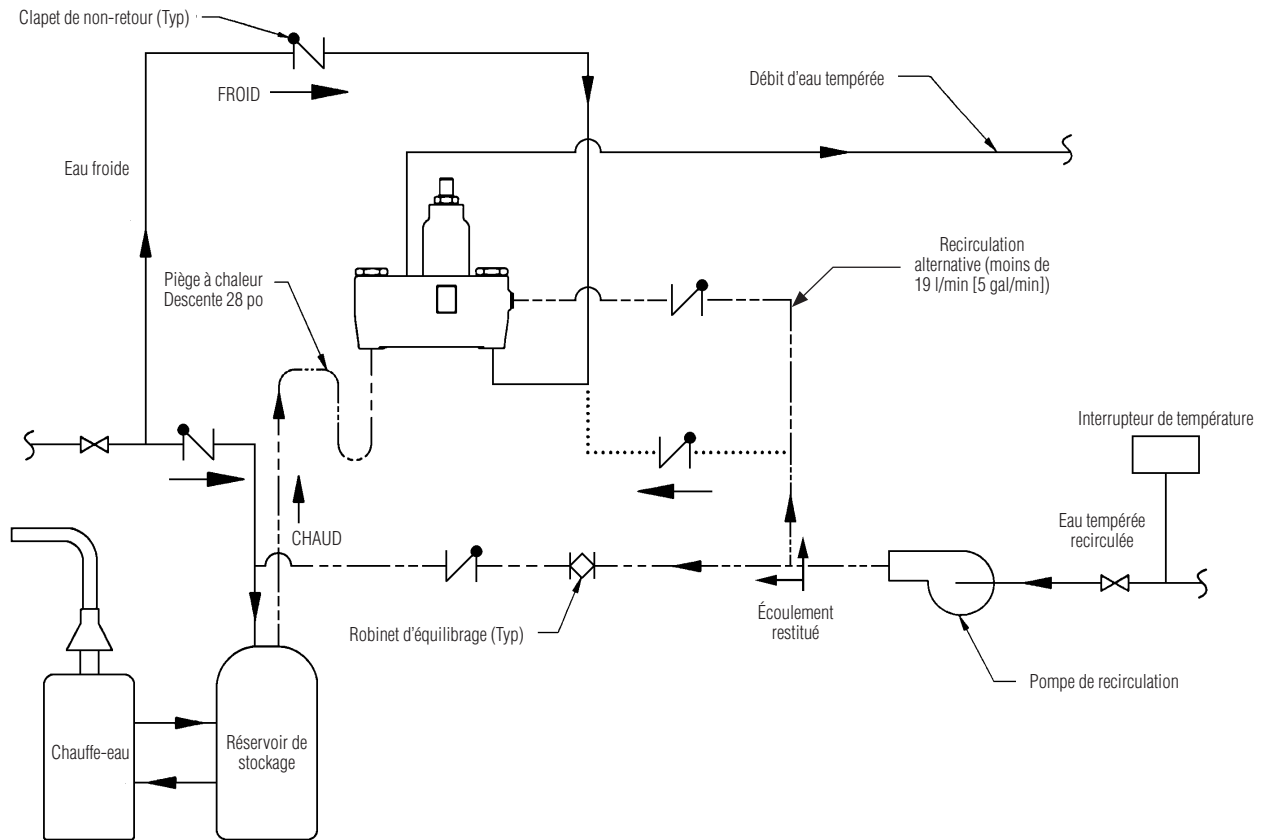 Clapet de non-retour (Typ)
FROID
Débit d'eau tempérée
Eau froide
Piège à chaleur
Descente 28 po
Recirculation
alternative (moins de
19 l/min [5 gal/min])
Interrupteur de température
CHAUD
Eau tempérée
recirculée
Écoulement
restitué
Robinet d'équilibrage (Typ)
Pompe de recirculation
Chauffe-eau
Réservoir de
stockage